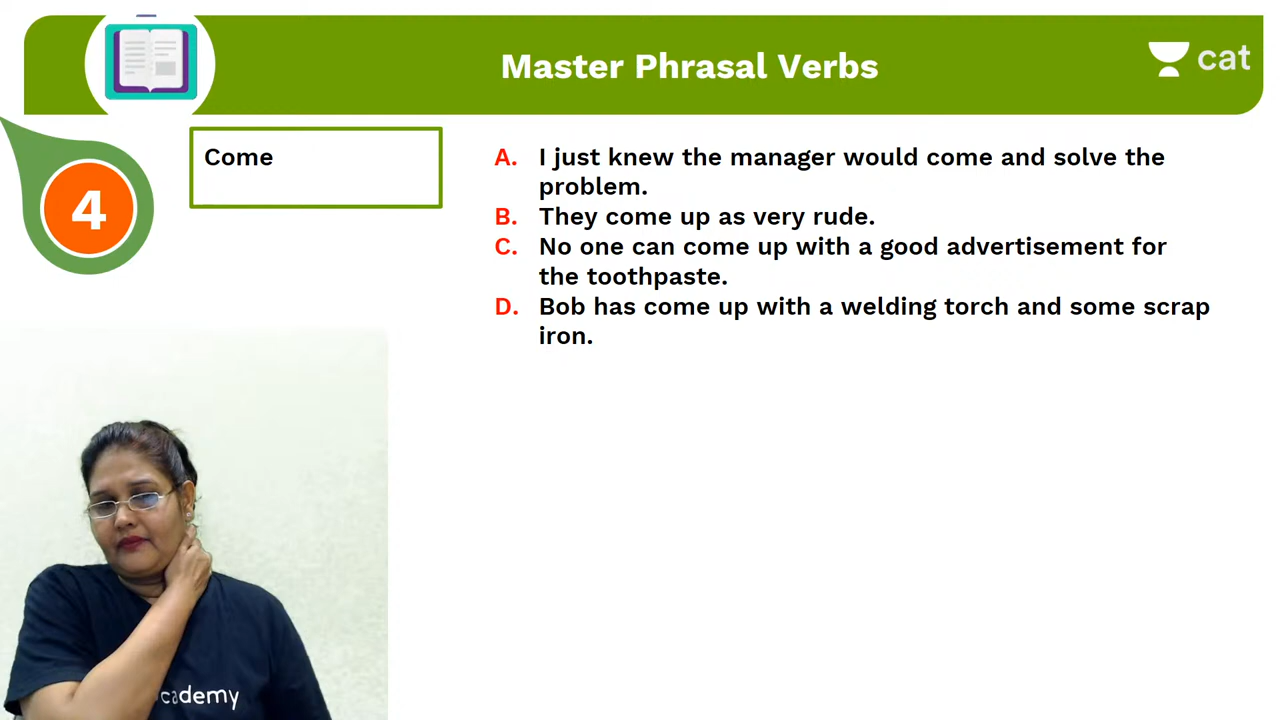 Master Phrasal Verbs
cat
4
Come
A. I just knew the manager would come and solve the
problem.
B. They come up as very rude.
C. No one can come up with a good advertisement for
the toothpaste.
D. Bob has come up with a welding torch and some scrap
iron.
cademy